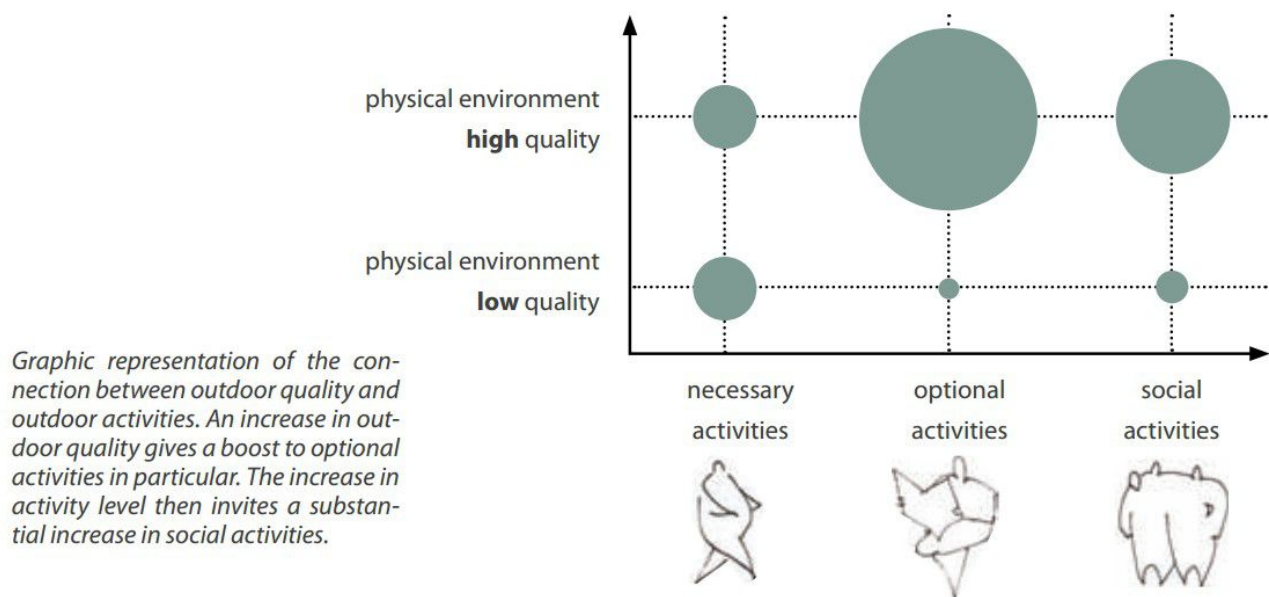 physical environment
high quality
physical environment
low quality
Graphic representation of the con-
nection between outdoor quality and
outdoor activities. An increase in out-
door quality gives a boost to optional
activities in particular. The increase in
activity level then invites a substan-
tial increase in social activities.
necessary
activities
optional
activities
social
activities